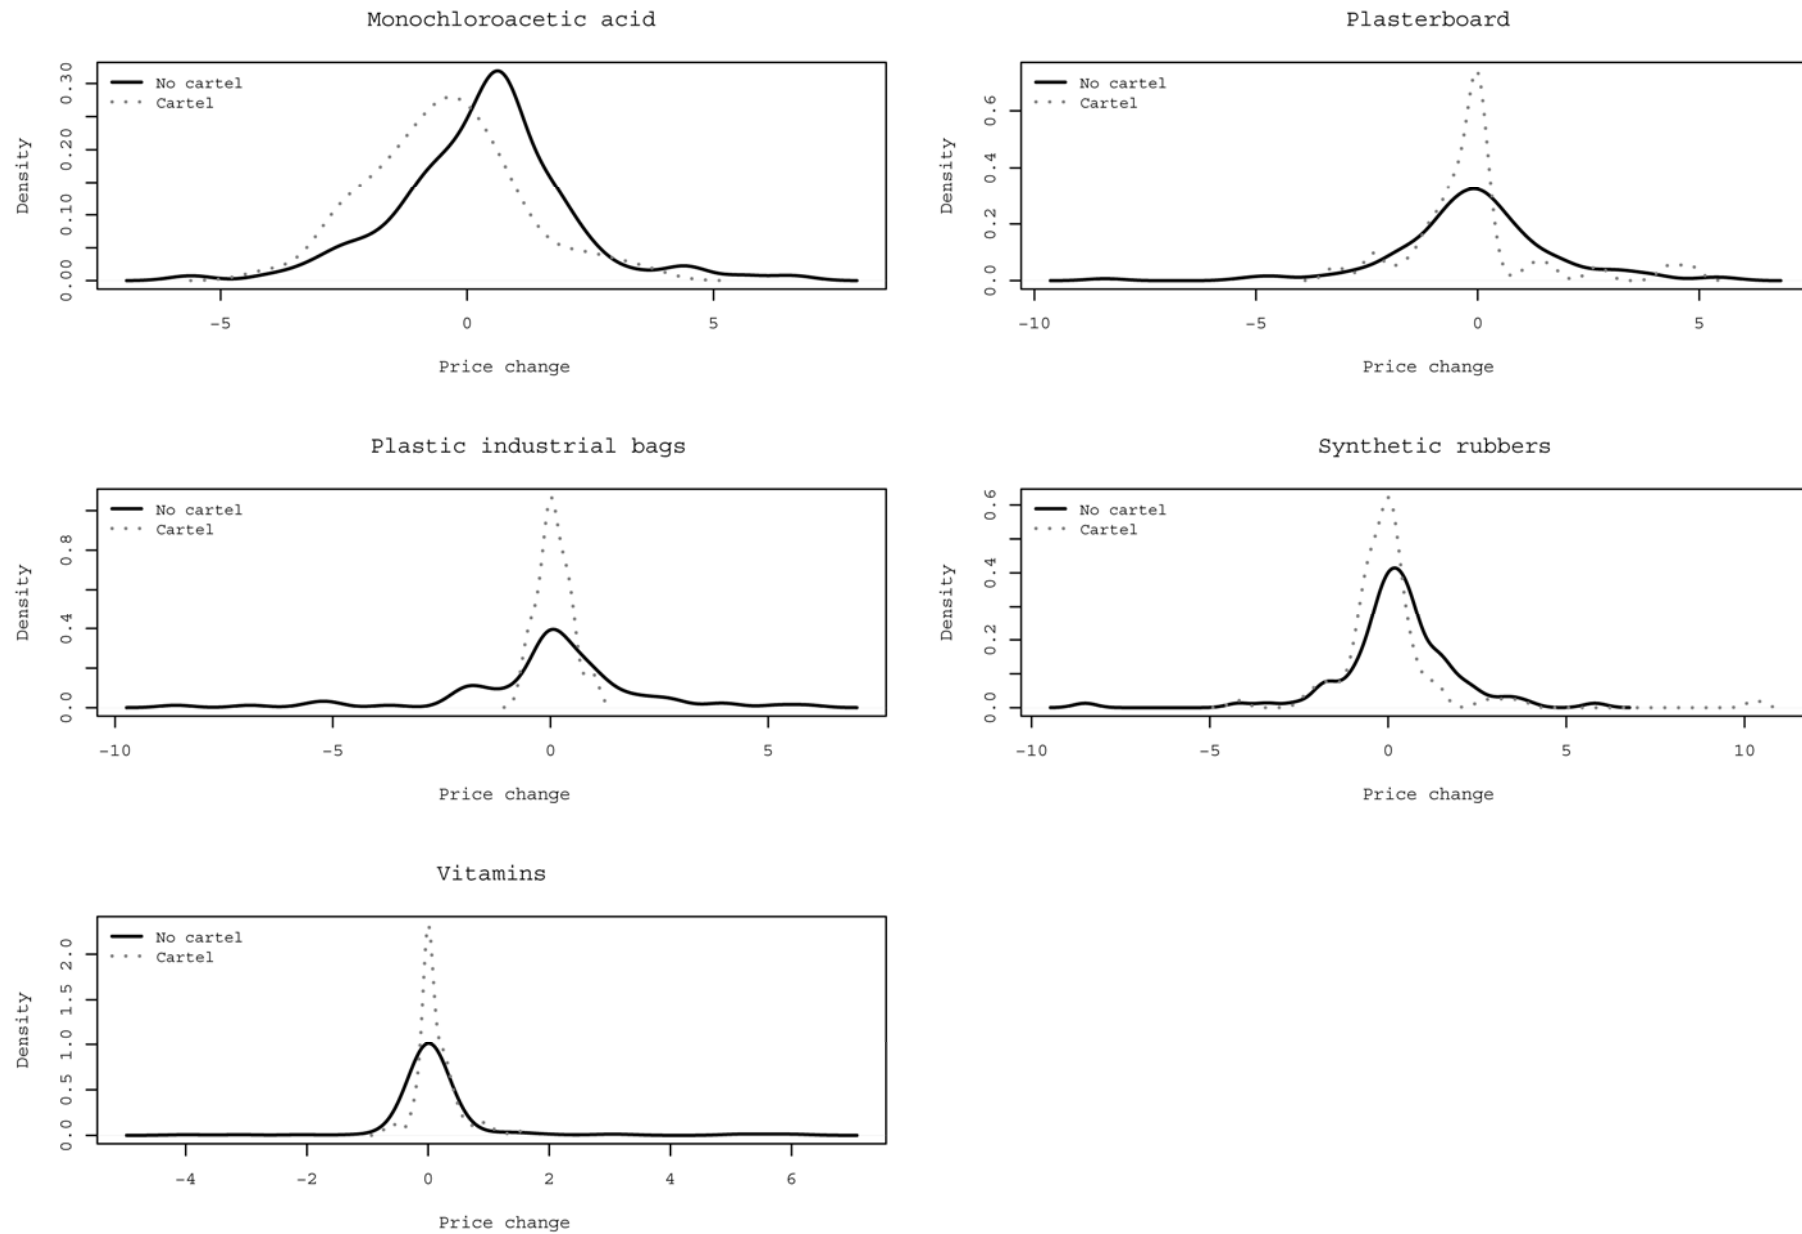 Monochloroacetic acid
No cartel
Cartel
Density
0.00 0.10 0.20 0.30
-5 0 5
Price change
Plasterboard
No cartel
Cartel
Density
0.0 0.2 0.4 0.6
-10 -5 0 5
Price change
Plastic industrial bags
No cartel
Cartel
Density
0.0 0.4 0.8
-10 -5 0 5
Price change
Synthetic rubbers
No cartel
Cartel
Density
0.0 0.2 0.4 0.6
-10 -5 0 5 10
Price change
Vitamins
No cartel
Cartel
Density
0.0 0.5 1.0 1.5 2.0
-4 -2 0 2 4 6
Price change